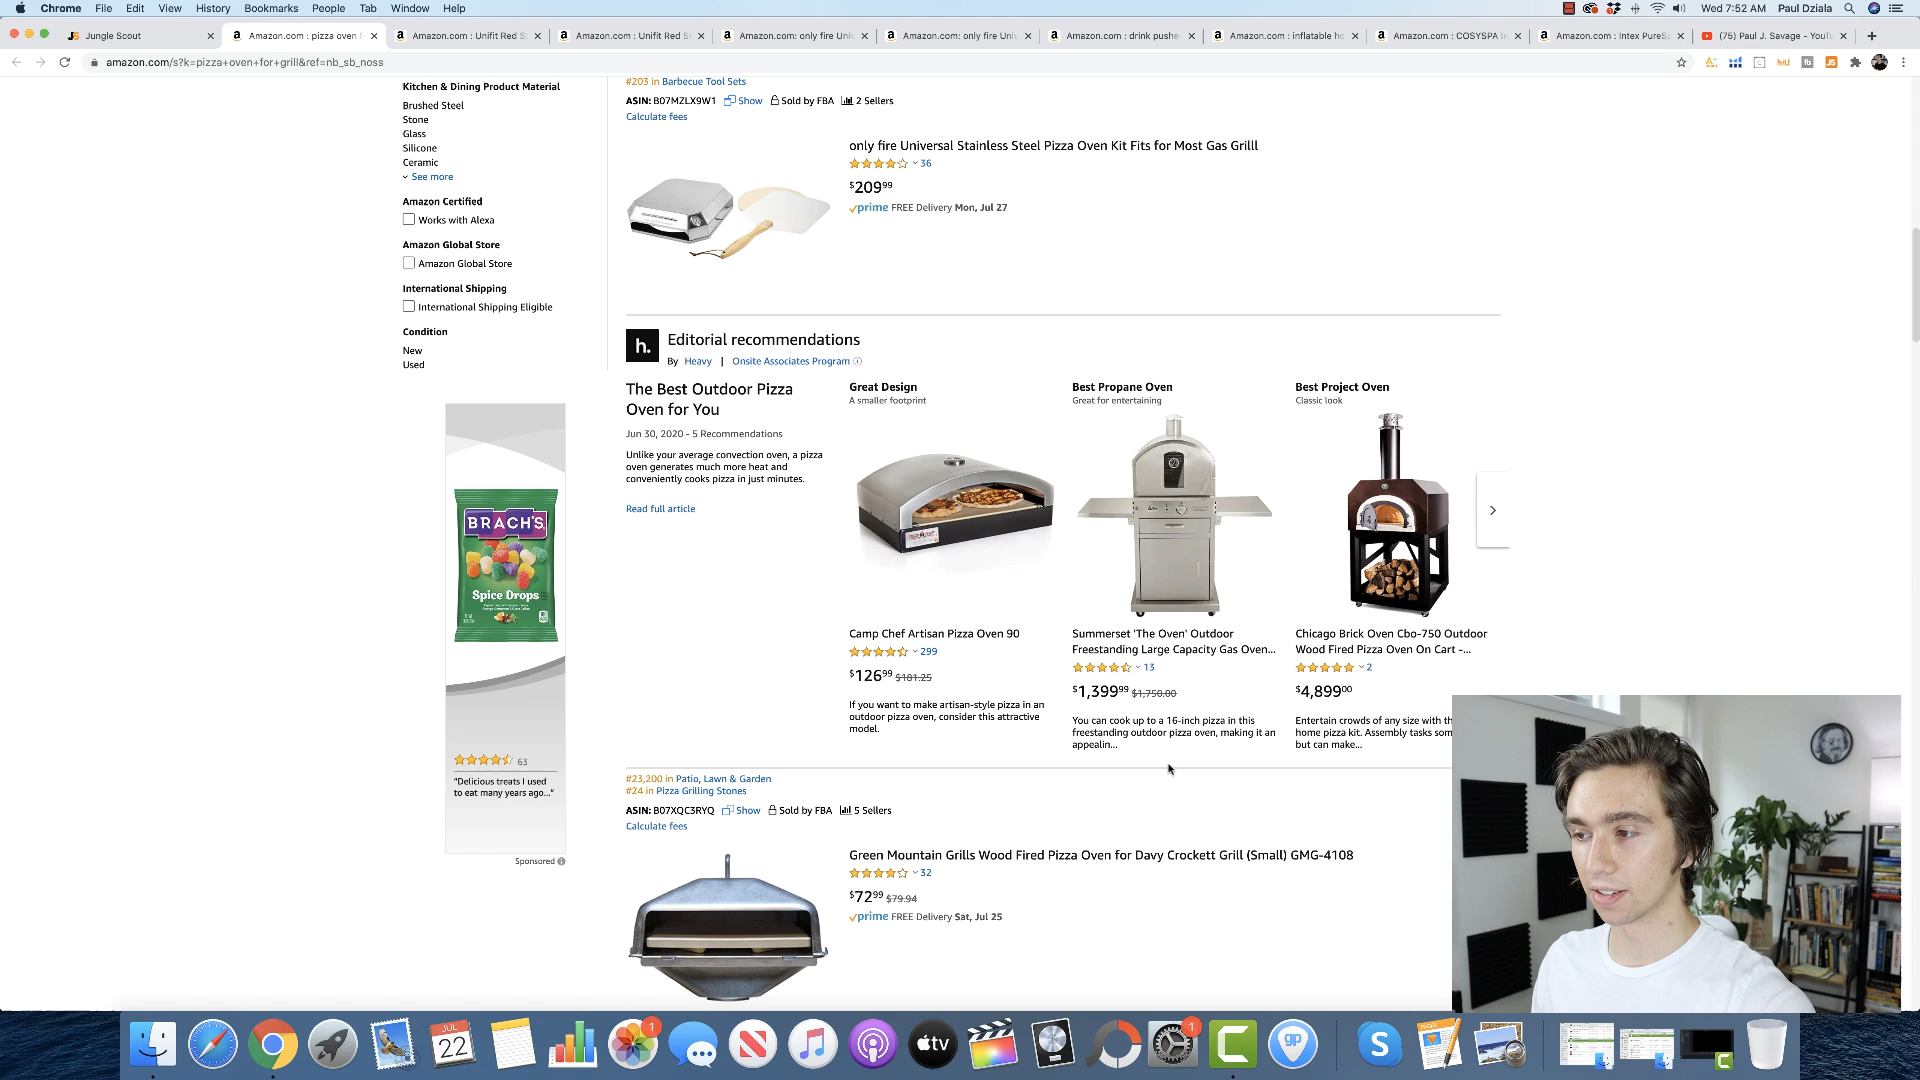 Chrome File Edit View History Bookmarks People Tab Window Help
Wed 7:52 AM Paul Dziala
Jungle Scout
Amazon.com : pizza oven f
Amazon.com : Unifit Red S
Amazon.com : Unifit Red S
Amazon.com: only fire Univ
Amazon.com: only fire Univ
Amazon.com : drink pushe
Amazon.com : inflatable ho
Amazon.com : COSYSPA In
Amazon.com : Intex PureSp
(75) Paul J. Savage - YouTu
amazon.com/s?k=pizza+oven+for+grill&ref=nb_sb_noss
Kitchen & Dining Product Material
Brushed Steel
Stone
Glass
Silicone
Ceramic
See more
Amazon Certified
Works with Alexa
Amazon Global Store
Amazon Global Store
International Shipping
International Shipping Eligible
Condition
New
Used
BRACH'S
Spice Drops
63
"Delicious treats I used
to eat many years ago..."
Sponsored
#203 in Barbecue Tool Sets
ASIN: B07MZLX9W1 Show Sold by FBA 2 Sellers
Calculate fees
only fire Universal Stainless Steel Pizza Oven Kit Fits for Most Gas Grilll
36
$209.99
prime FREE Delivery Mon, Jul 27
h.
Editorial recommendations
By Heavy | Onsite Associates Program
The Best Outdoor Pizza
Oven for You
Jun 30, 2020 - 5 Recommendations
Unlike your average convection oven, a pizza
oven generates much more heat and
conveniently cooks pizza in just minutes.
Read full article
Great Design
A smaller footprint
Camp Chef Artisan Pizza Oven 90
299
$126.99 $181.25
If you want to make artisan-style pizza in an
outdoor pizza oven, consider this attractive
model.
Best Propane Oven
Great for entertaining
Summerset 'The Oven' Outdoor
Freestanding Large Capacity Gas Oven...
13
$1,399.99 $1,750.00
You can cook up to a 16-inch pizza in this
freestanding outdoor pizza oven, making it an
appealin...
Best Project Oven
Classic look
Chicago Brick Oven Cbo-750 Outdoor
Wood Fired Pizza Oven On Cart -...
2
$4,899.00
Entertain crowds of any size with th
home pizza kit. Assembly tasks som
but can make...
#23,200 in Patio, Lawn & Garden
#24 in Pizza Grilling Stones
ASIN: B07XQC3RYQ Show Sold by FBA 5 Sellers
Calculate fees
Green Mountain Grills Wood Fired Pizza Oven for Davy Crockett Grill (Small) GMG-4108
32
$72.99 $79.94
prime FREE Delivery Sat, Jul 25
JUL
22
1
tv
1
gp
PAGES